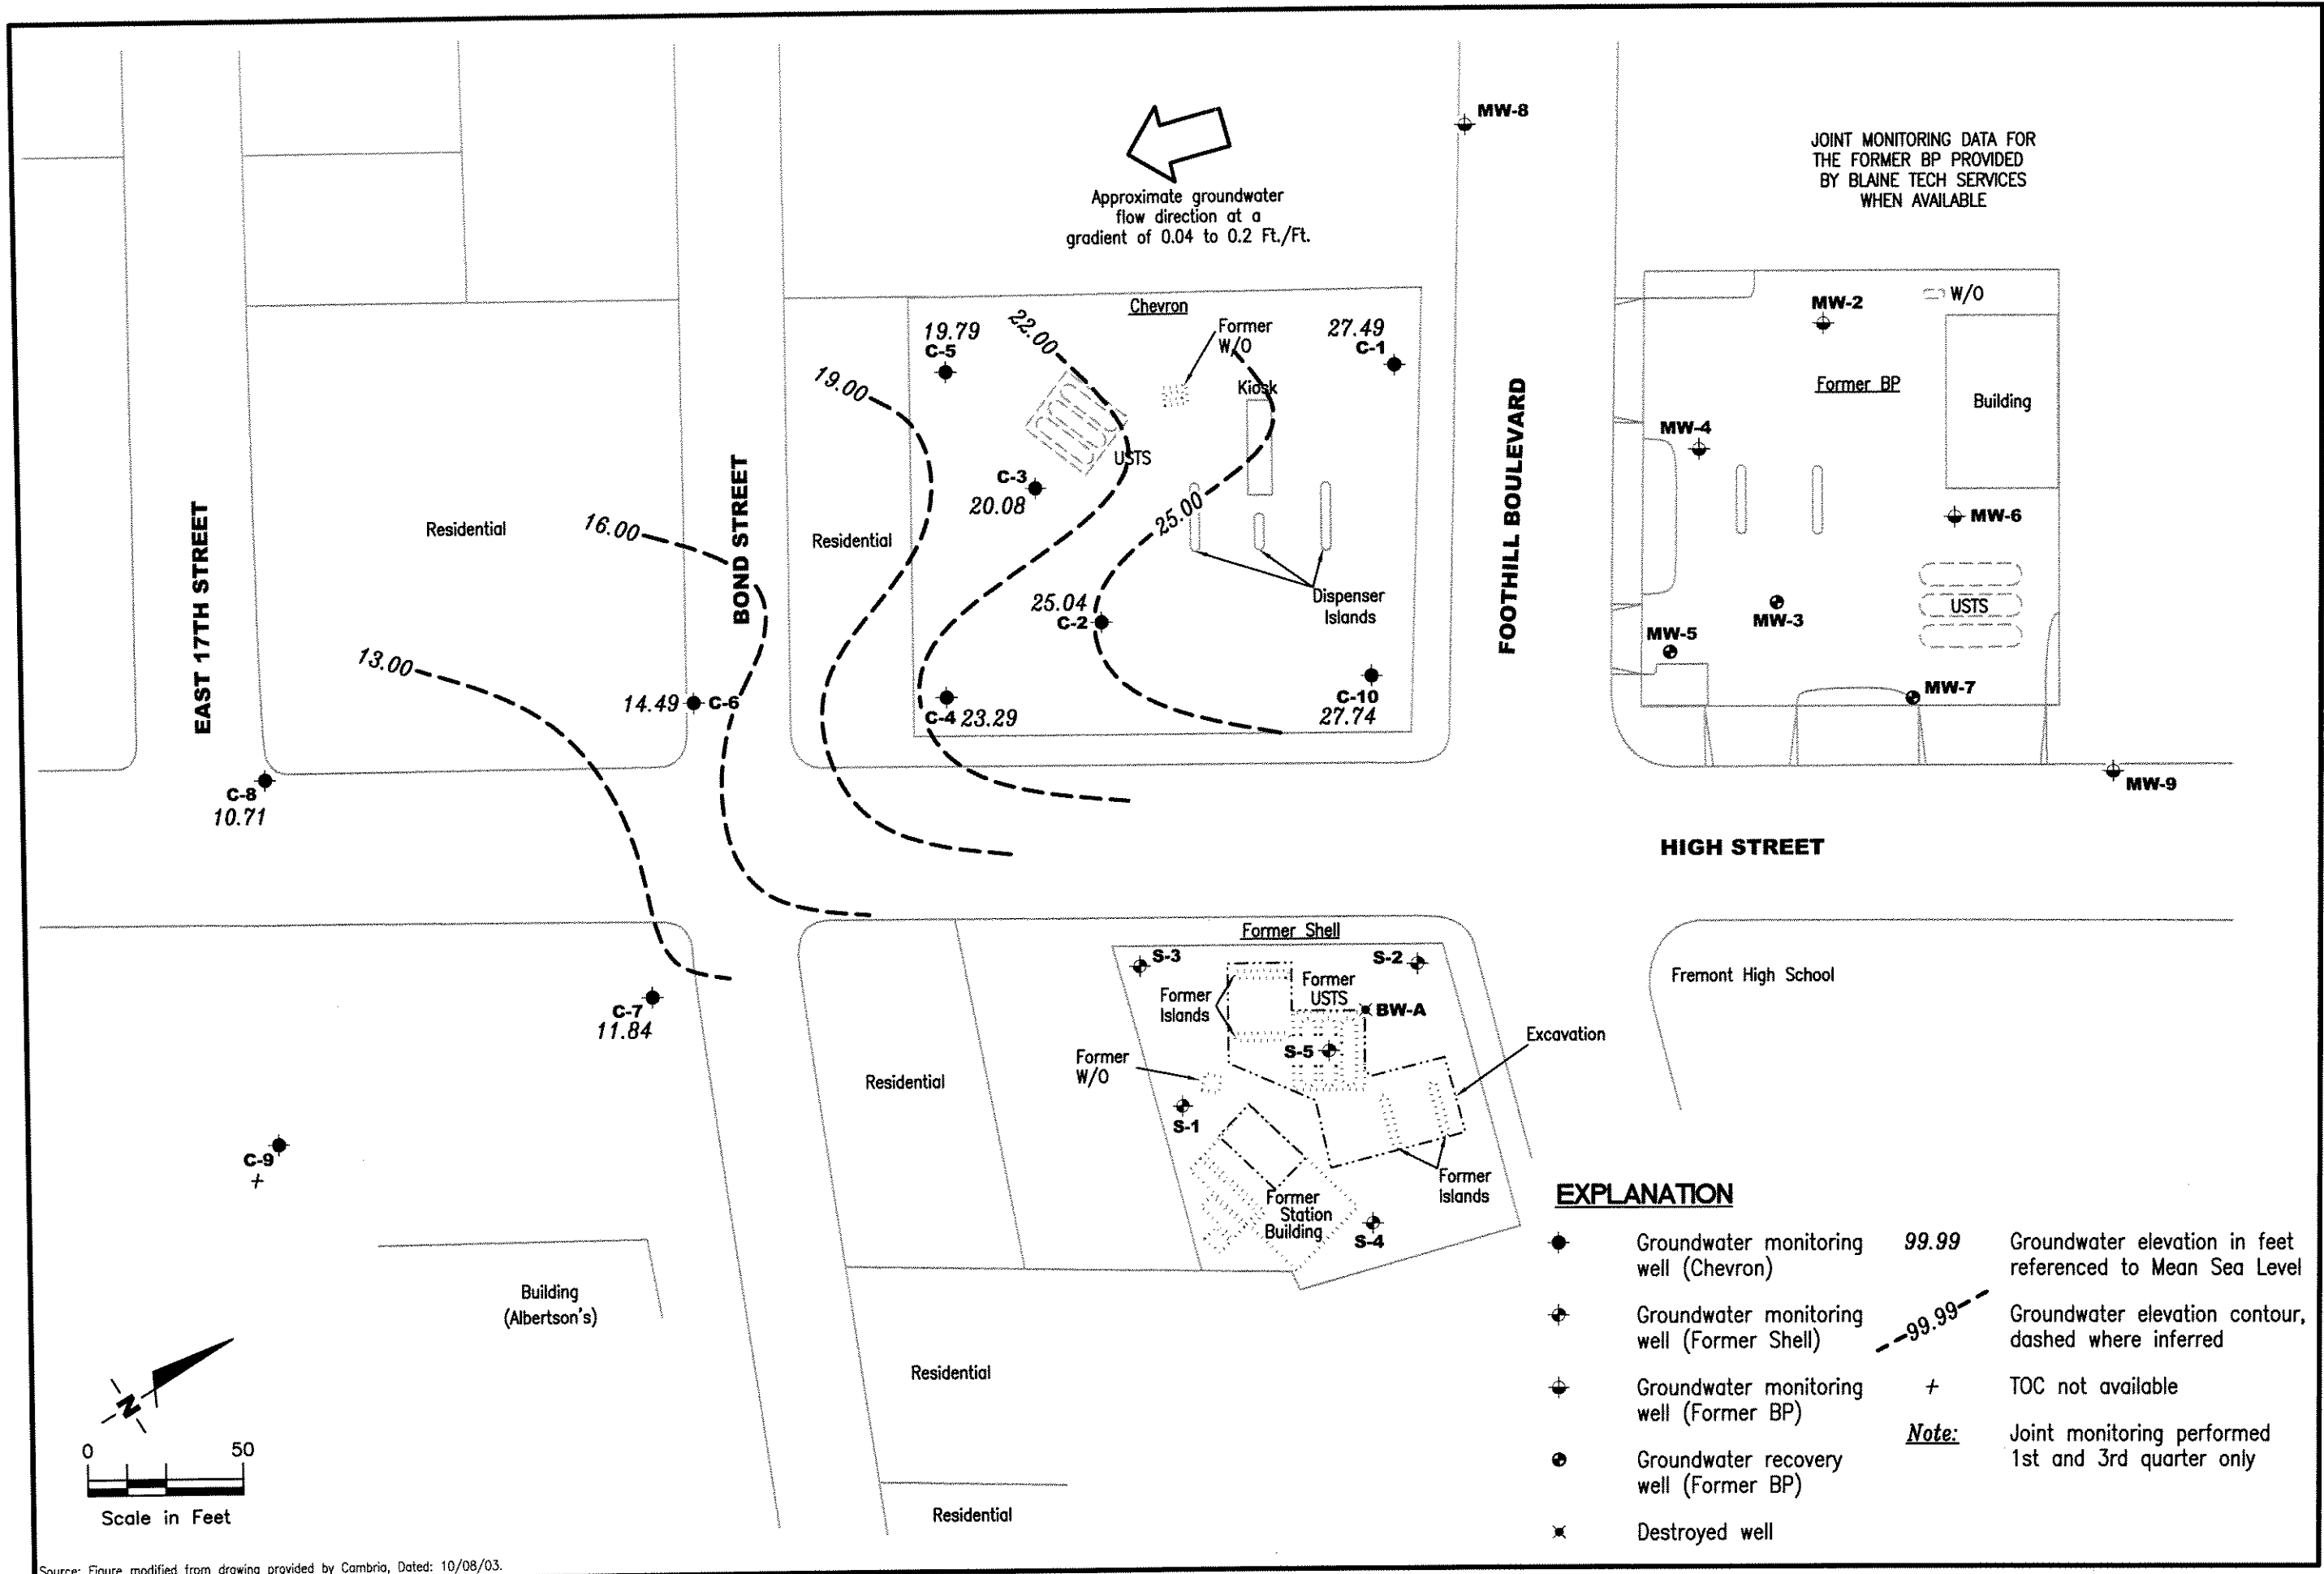 MW-8
JOINT MONITORING DATA FOR
THE FORMER BP PROVIDED
BY BLAINE TECH SERVICES
WHEN AVAILABLE
Approximate groundwater
flow direction at a
gradient of 0.04 to 0.2 Ft./Ft.
Chevron
19.79
C-5
22.00
Former
W/O
27.49
C-1
Kiosk
19.00
USTS
C-3
20.08
25.00
25.04
C-2
Dispenser
Islands
C-4 23.29
C-10
27.74
MW-2
W/O
Former BP
Building
MW-4
MW-6
MW-3
USTS
MW-5
MW-7
MW-9
EAST 17TH STREET
Residential
16.00
BOND STREET
Residential
FOOTHILL BOULEVARD
13.00
14.49
C-6
C-8
10.71
HIGH STREET
C-7
11.84
C-9
+
Former Shell
S-3
S-2
Former
Islands
Former
USTS
BW-A
S-5
Former
W/O
Excavation
S-1
Former
Islands
Former
Station
Building
S-4
Fremont High School
Residential
Building
(Albertson's)
Residential
Residential
N
0 50
Scale in Feet
EXPLANATION
Groundwater monitoring
well (Chevron)
Groundwater monitoring
well (Former Shell)
Groundwater monitoring
well (Former BP)
Groundwater recovery
well (Former BP)
Destroyed well
99.99 Groundwater elevation in feet
referenced to Mean Sea Level
99.99 Groundwater elevation contour,
dashed where inferred
+ TOC not available
Note: Joint monitoring performed
1st and 3rd quarter only
Source: Figure modified from drawing provided by Cambria, Dated: 10/08/03.